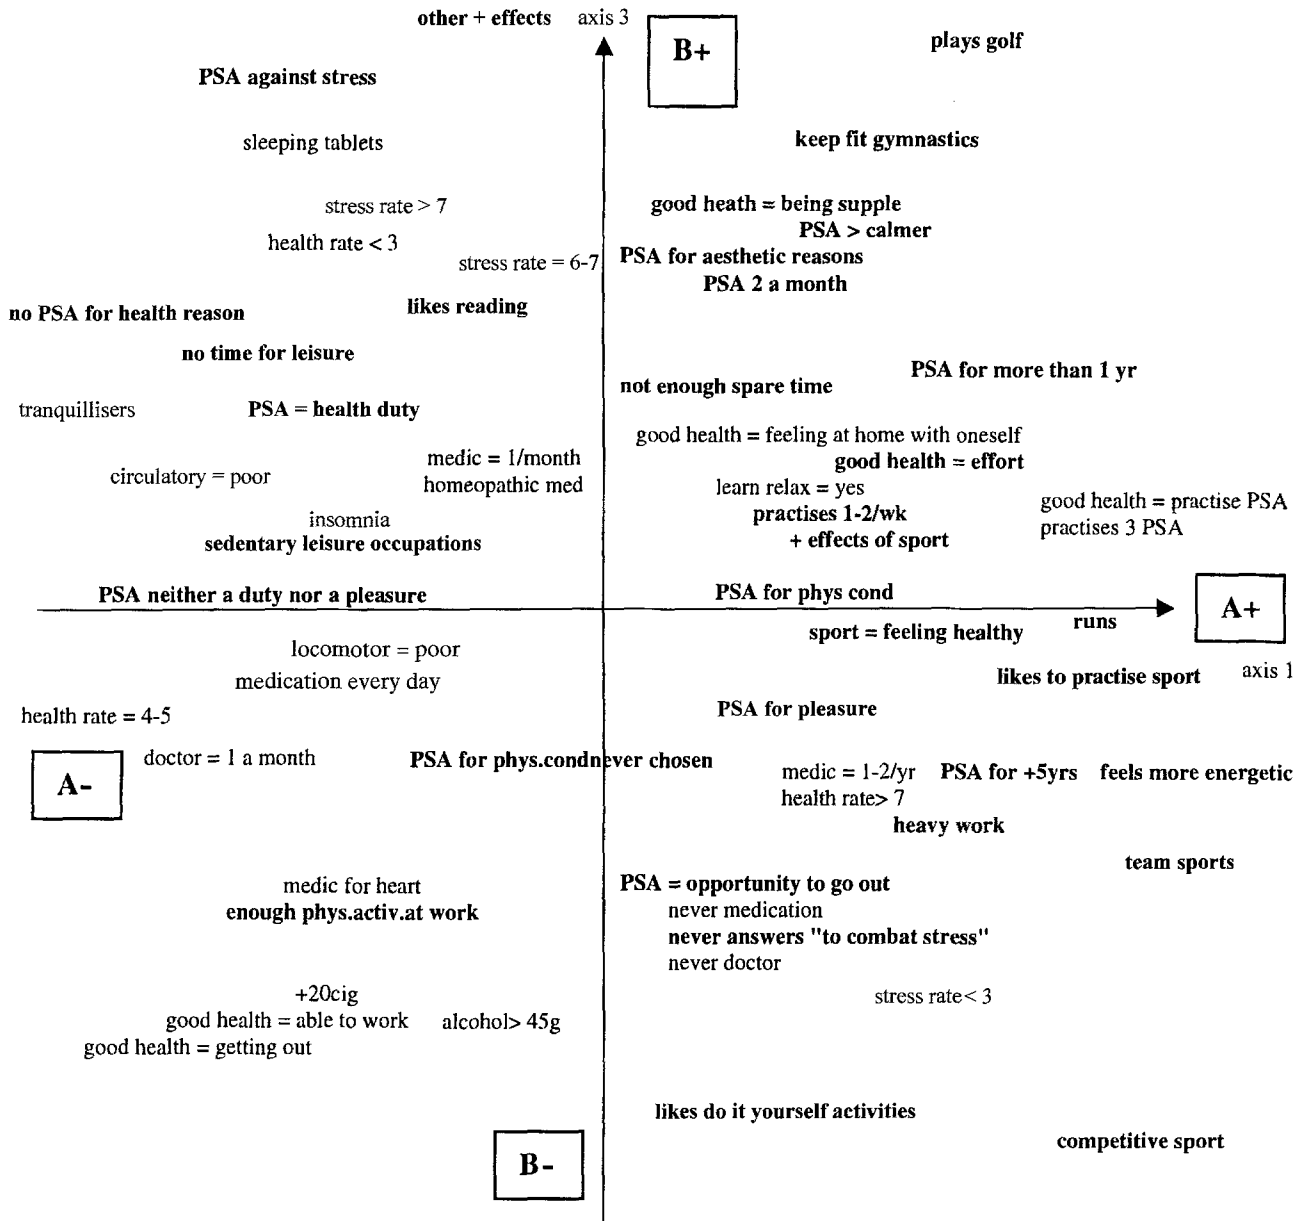 other + effects
axis 3
B+
plays golf
PSA against stress
sleeping tablets
keep fit gymnastics
stress rate > 7
good heath = being supple
health rate < 3
PSA > calmer
stress rate = 6-7
PSA for aesthetic reasons
PSA 2 a month
no PSA for health reason
likes reading
no time for leisure
PSA for more than 1 yr
not enough spare time
tranquillisers
PSA = health duty
good health = feeling at home with oneself
medic = 1/month
good health = effort
circulatory = poor
homeopathic med
learn relax = yes
good health = practise PSA
insomnia
practises 1-2/wk
practises 3 PSA
sedentary leisure occupations
+ effects of sport
PSA neither a duty nor a pleasure
PSA for phys cond
A+
sport = feeling healthy
runs
locomotor = poor
likes to practise sport
axis 1
medication every day
health rate = 4-5
PSA for pleasure
A-
doctor = 1 a month
PSA for phys.condnever chosen
medic = 1-2/yr
PSA for +5yrs
feels more energetic
health rate> 7
heavy work
team sports
medic for heart
PSA = opportunity to go out
enough phys.activ.at work
never medication
never answers "to combat stress"
never doctor
+20cig
stress rate< 3
good health = able to work
alcohol> 45g
good health = getting out
likes do it yourself activities
competitive sport
B-